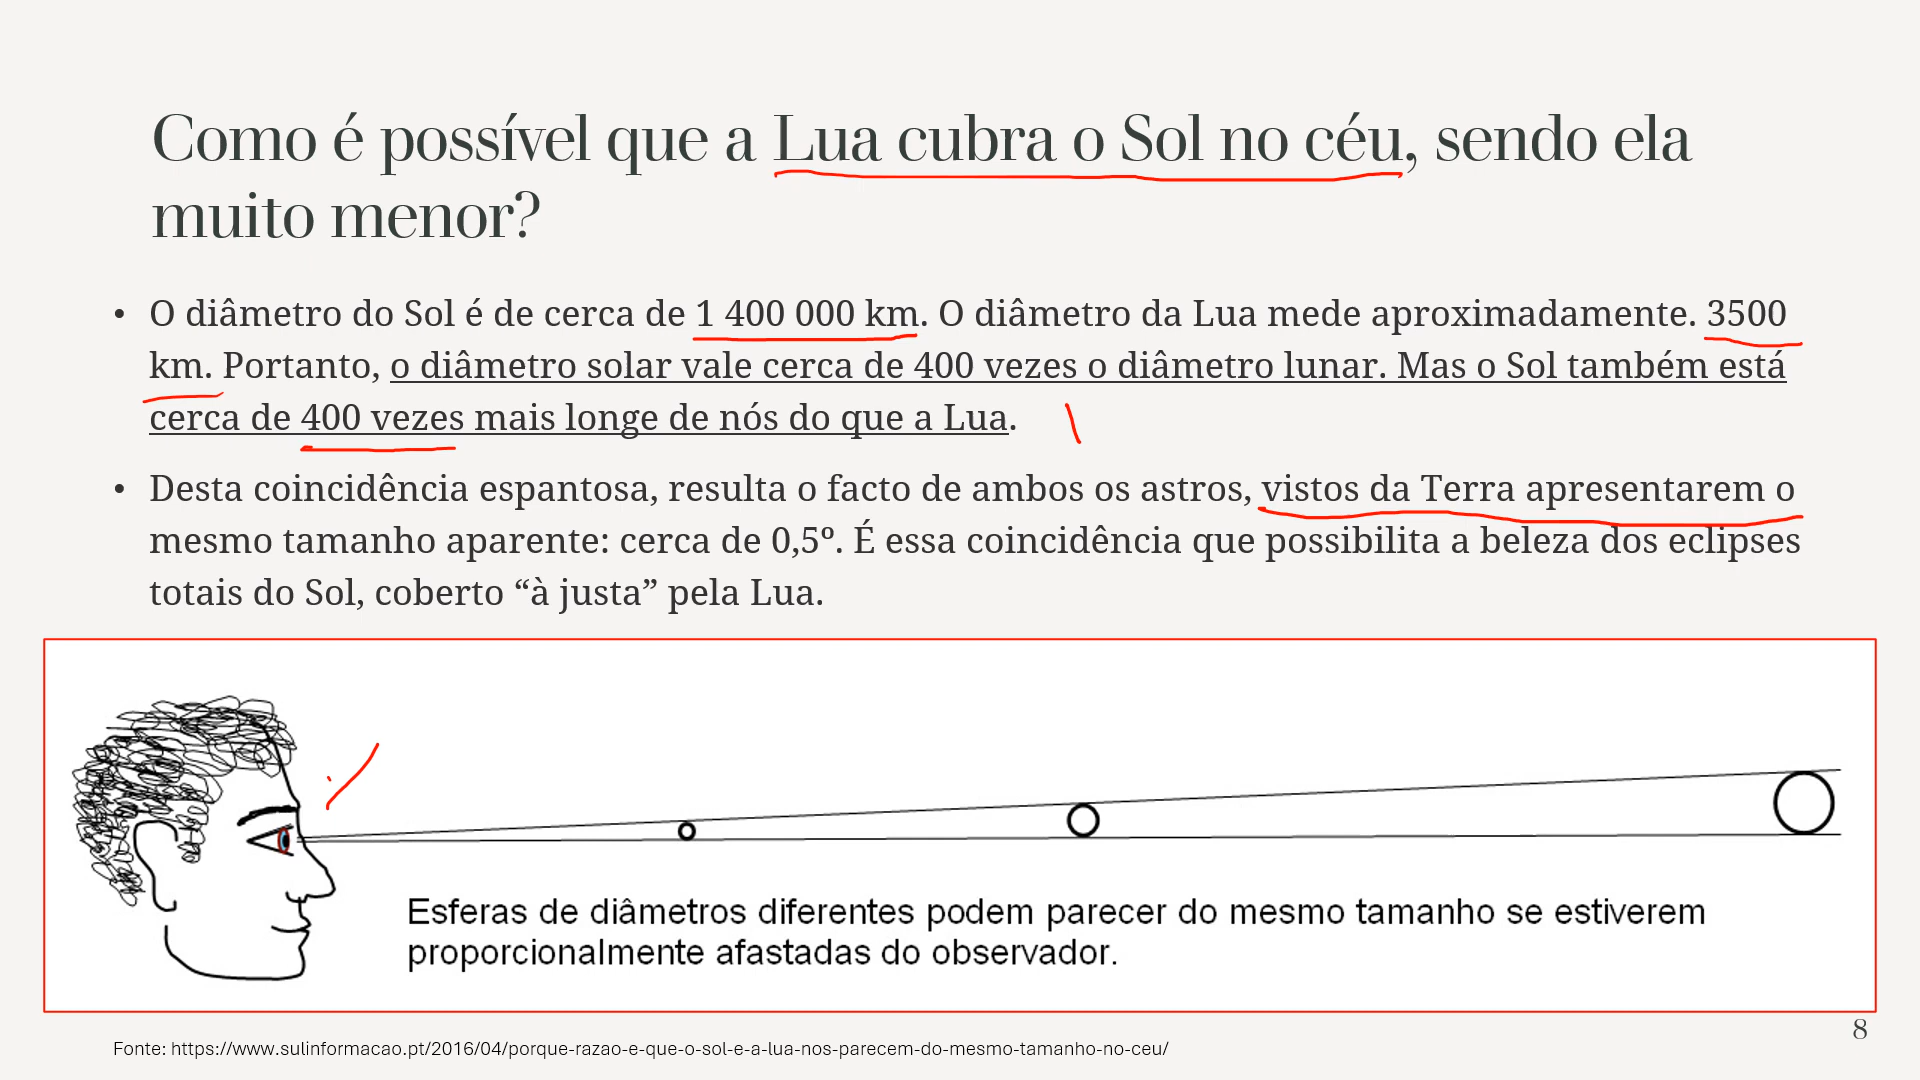 Como é possível que a Lua cubra o Sol no céu, sendo ela
muito menor?
• O diâmetro do Sol é de cerca de 1 400 000 km. O diâmetro da Lua mede aproximadamente. 3500
km. Portanto, o diâmetro solar vale cerca de 400 vezes o diâmetro lunar. Mas o Sol também está
cerca de 400 vezes mais longe de nós do que a Lua.
• Desta coincidência espantosa, resulta o facto de ambos os astros, vistos da Terra apresentarem o
mesmo tamanho aparente: cerca de 0,5º. É essa coincidência que possibilita a beleza dos eclipses
totais do Sol, coberto “à justa” pela Lua.
Esferas de diâmetros diferentes podem parecer do mesmo tamanho se estiverem
proporcionalmente afastadas do observador.
8
Fonte: https://www.sulinformacao.pt/2016/04/porque-razao-e-que-o-sol-e-a-lua-nos-parecem-do-mesmo-tamanho-no-ceu/